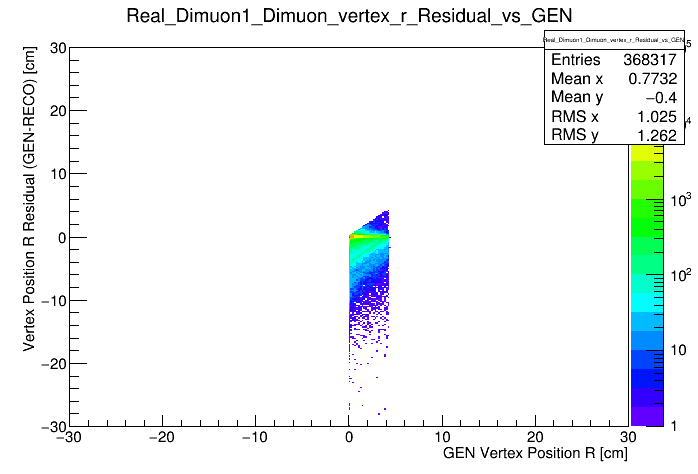 Real_Dimuon1_Dimuon_vertex_r_Residual_vs_GEN
Real_Dimuon1_Dimuon_vertex_r_Residual_vs_GEN
Entries 368317
Mean x 0.7732
Mean y −0.4
RMS x 1.025
RMS y 1.262
Vertex Position R Residual (GEN-RECO) [cm]
30
20
10
0
−10
−20
−30
−30 −20 −10 0 10 20 30
GEN Vertex Position R [cm]
5
4
10³
10²
10
1